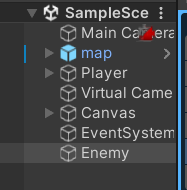 SampleSce
Main Camera
map
Player
Virtual Came
Canvas
EventSystem
Enemy